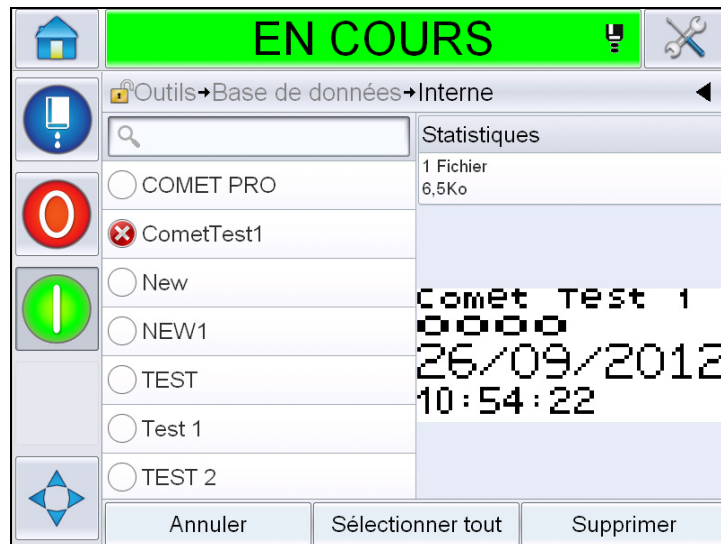 EN COURS
Outils→Base de données→Interne
Statistiques
1 Fichier
6,5Ko
COMET PRO
CometTest1
New
NEW1
TEST
Test 1
TEST 2
Comet Test 1
0000
26/09/2012
10:54:22
Annuler
Sélectionner tout
Supprimer